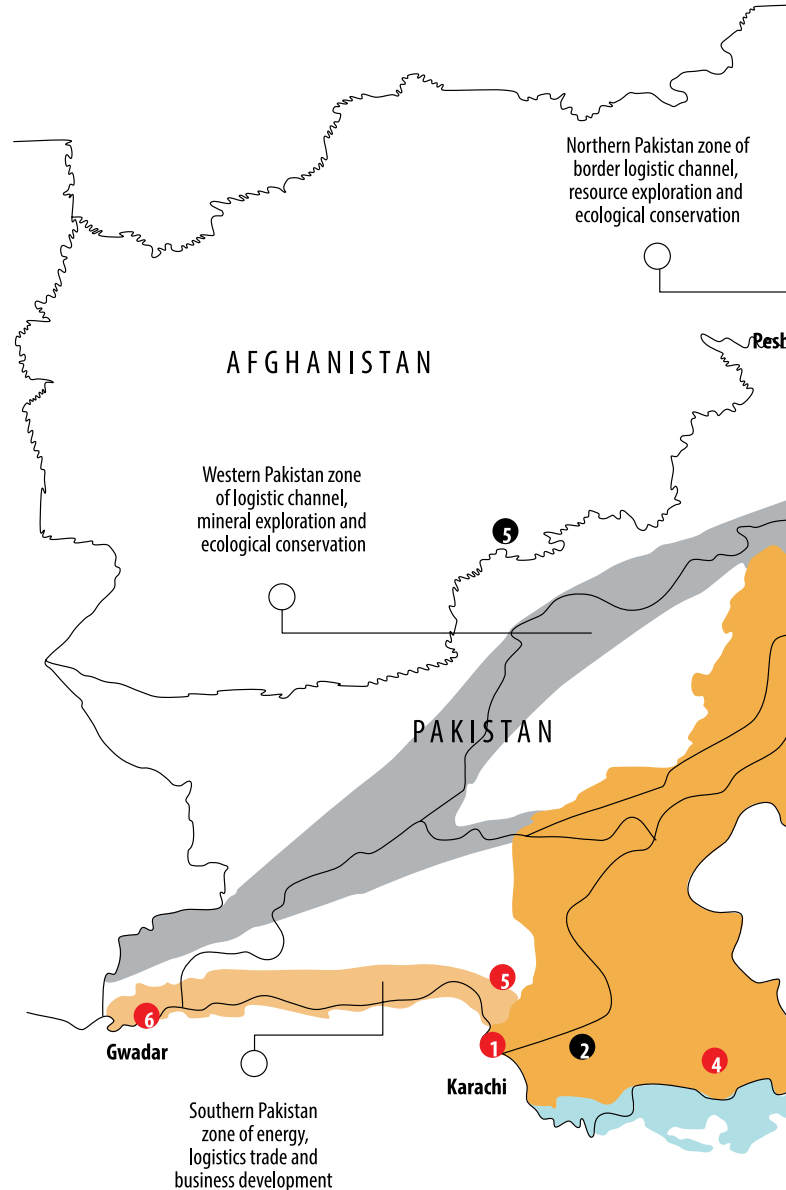 Northern Pakistan zone of
border logistic channel,
resource exploration and
ecological conservation
Pesh
AFGHANISTAN
Western Pakistan zone
of logistic channel,
mineral exploration and
ecological conservation
5
PAKISTAN
5
6
Gwadar
1
2
4
Karachi
Southern Pakistan
zone of energy,
logistics trade and
business development